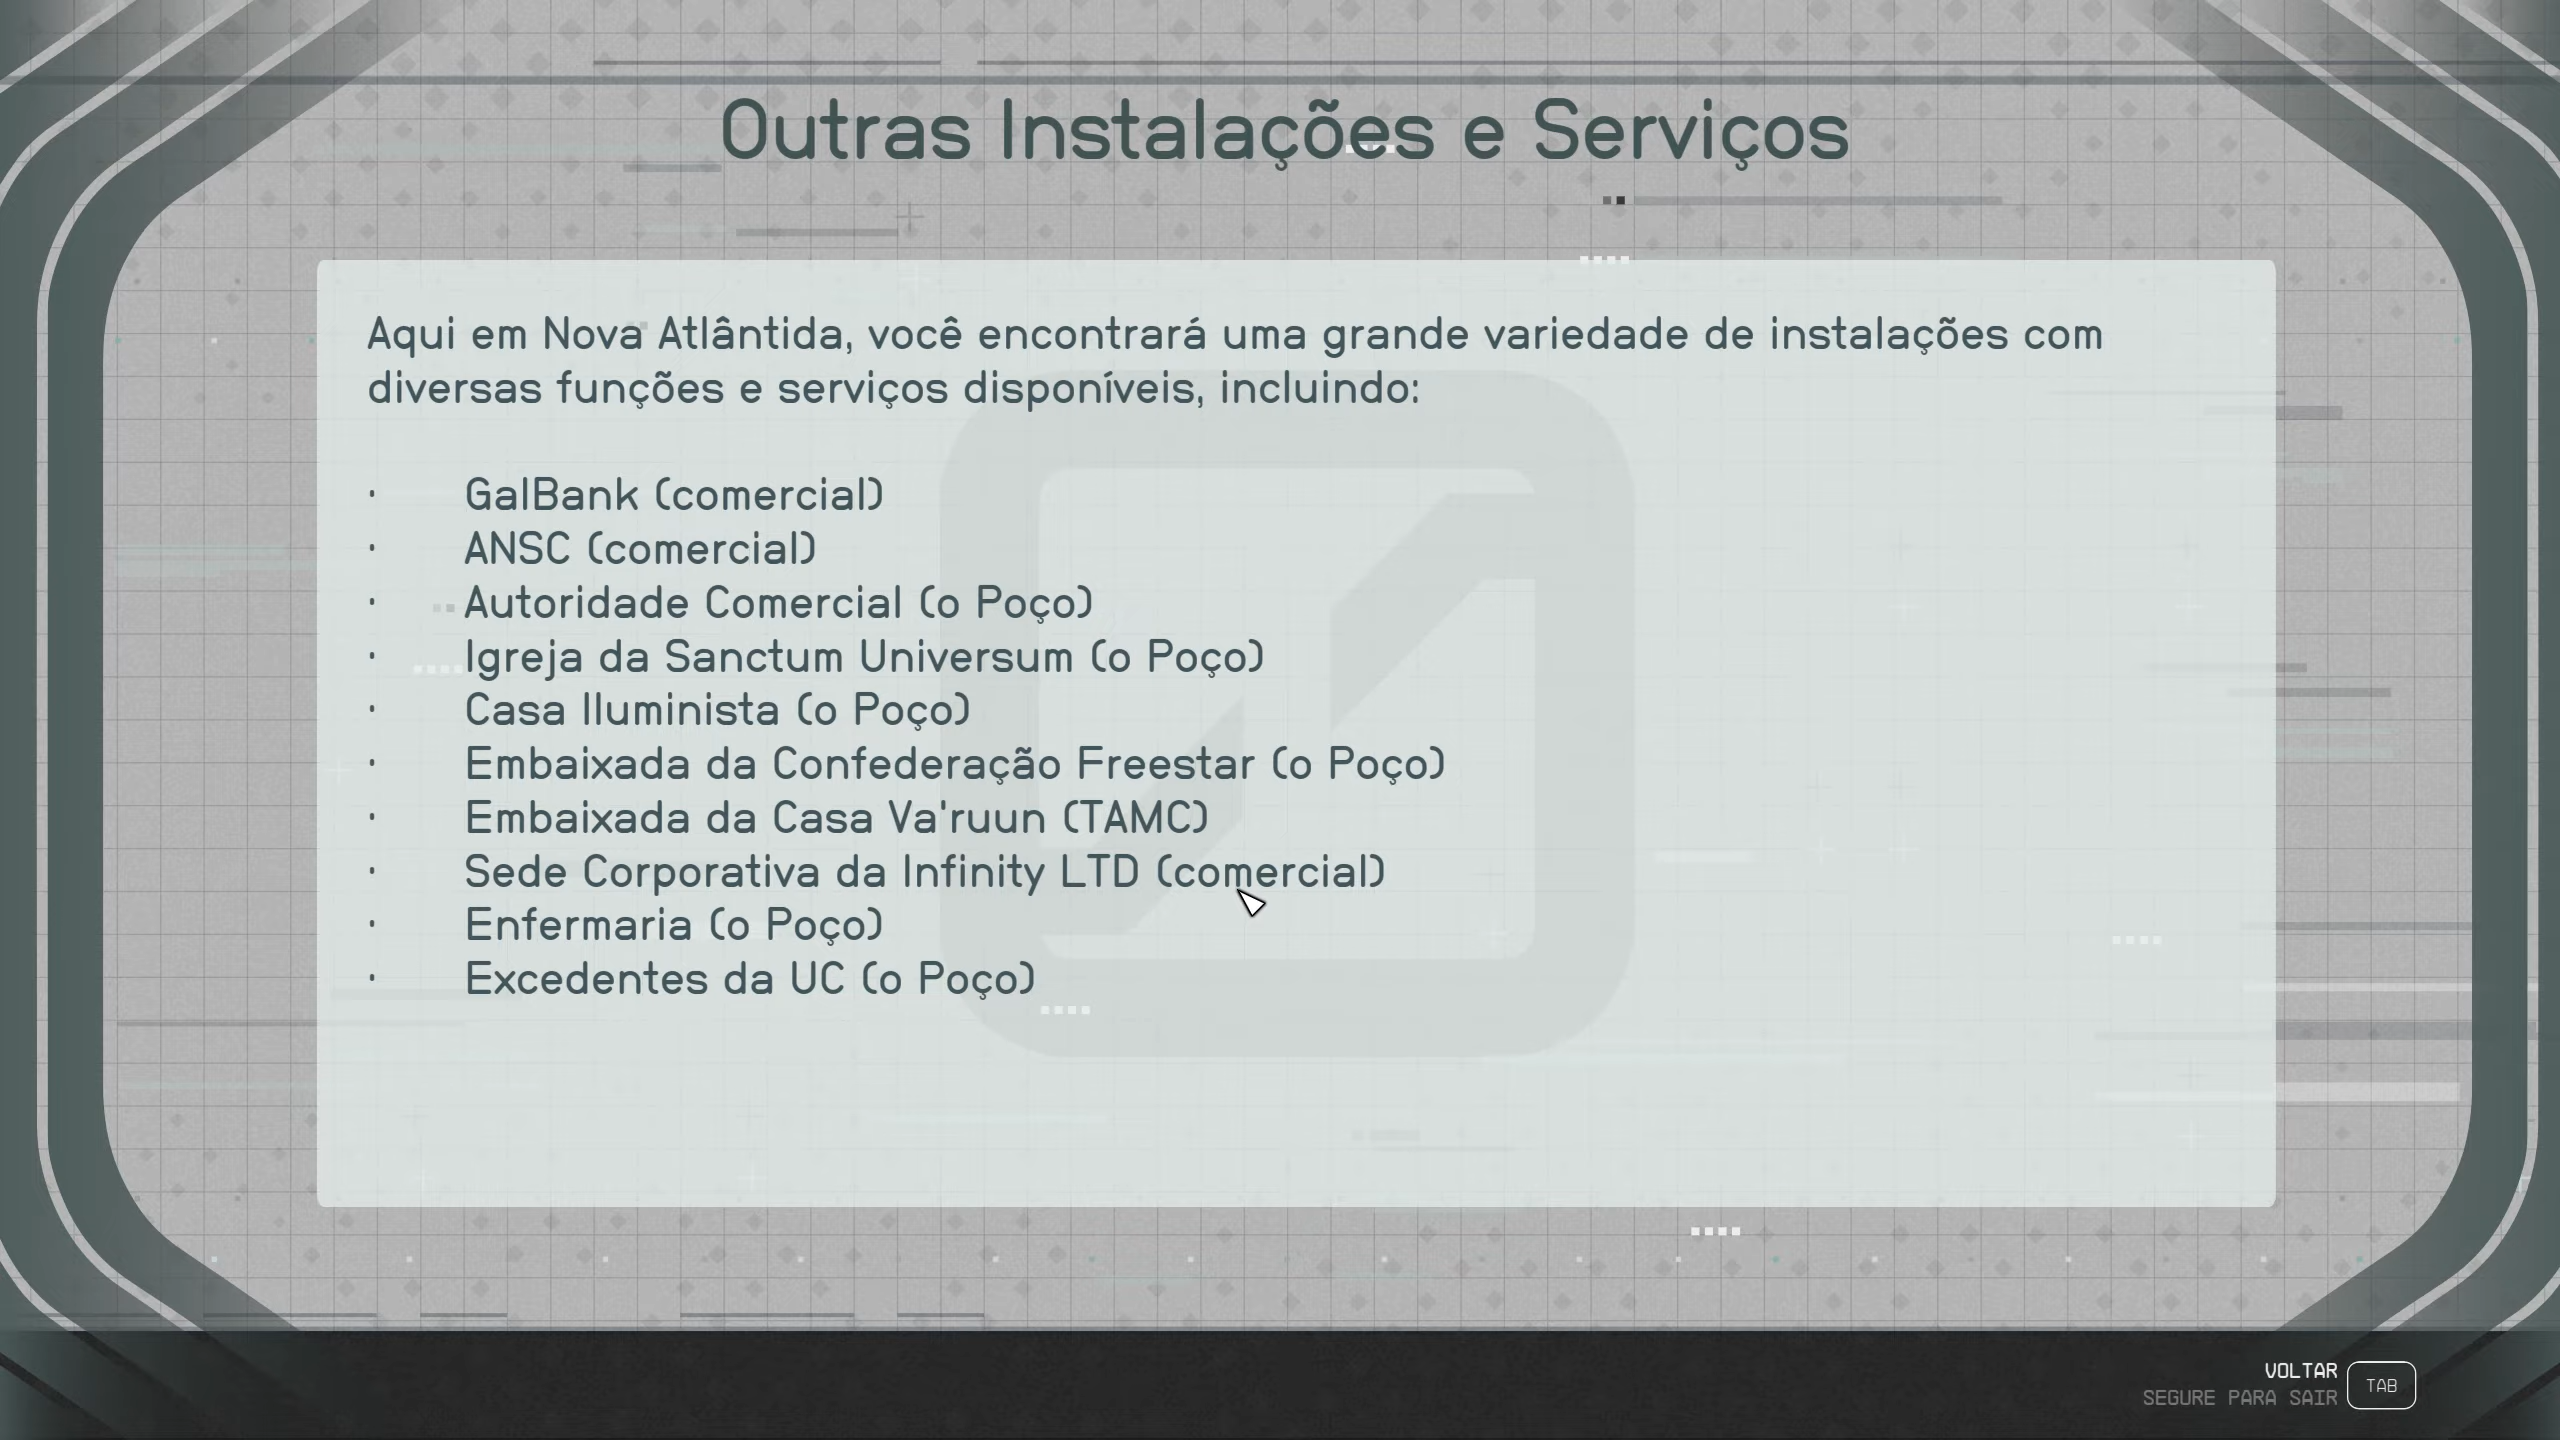 Outras Instalações e Serviços
Aqui em Nova Atlântida, você encontrará uma grande variedade de instalações com
diversas funções e serviços disponíveis, incluindo:
· GalBank (comercial)
· ANSC (comercial)
· Autoridade Comercial (o Poço)
· Igreja da Sanctum Universum (o Poço)
· Casa Iluminista (o Poço)
· Embaixada da Confederação Freestar (o Poço)
· Embaixada da Casa Va'ruun (TAMC)
· Sede Corporativa da Infinity LTD (comercial)
· Enfermaria (o Poço)
· Excedentes da UC (o Poço)
VOLTAR
SEGURE PARA SAIR
TAB